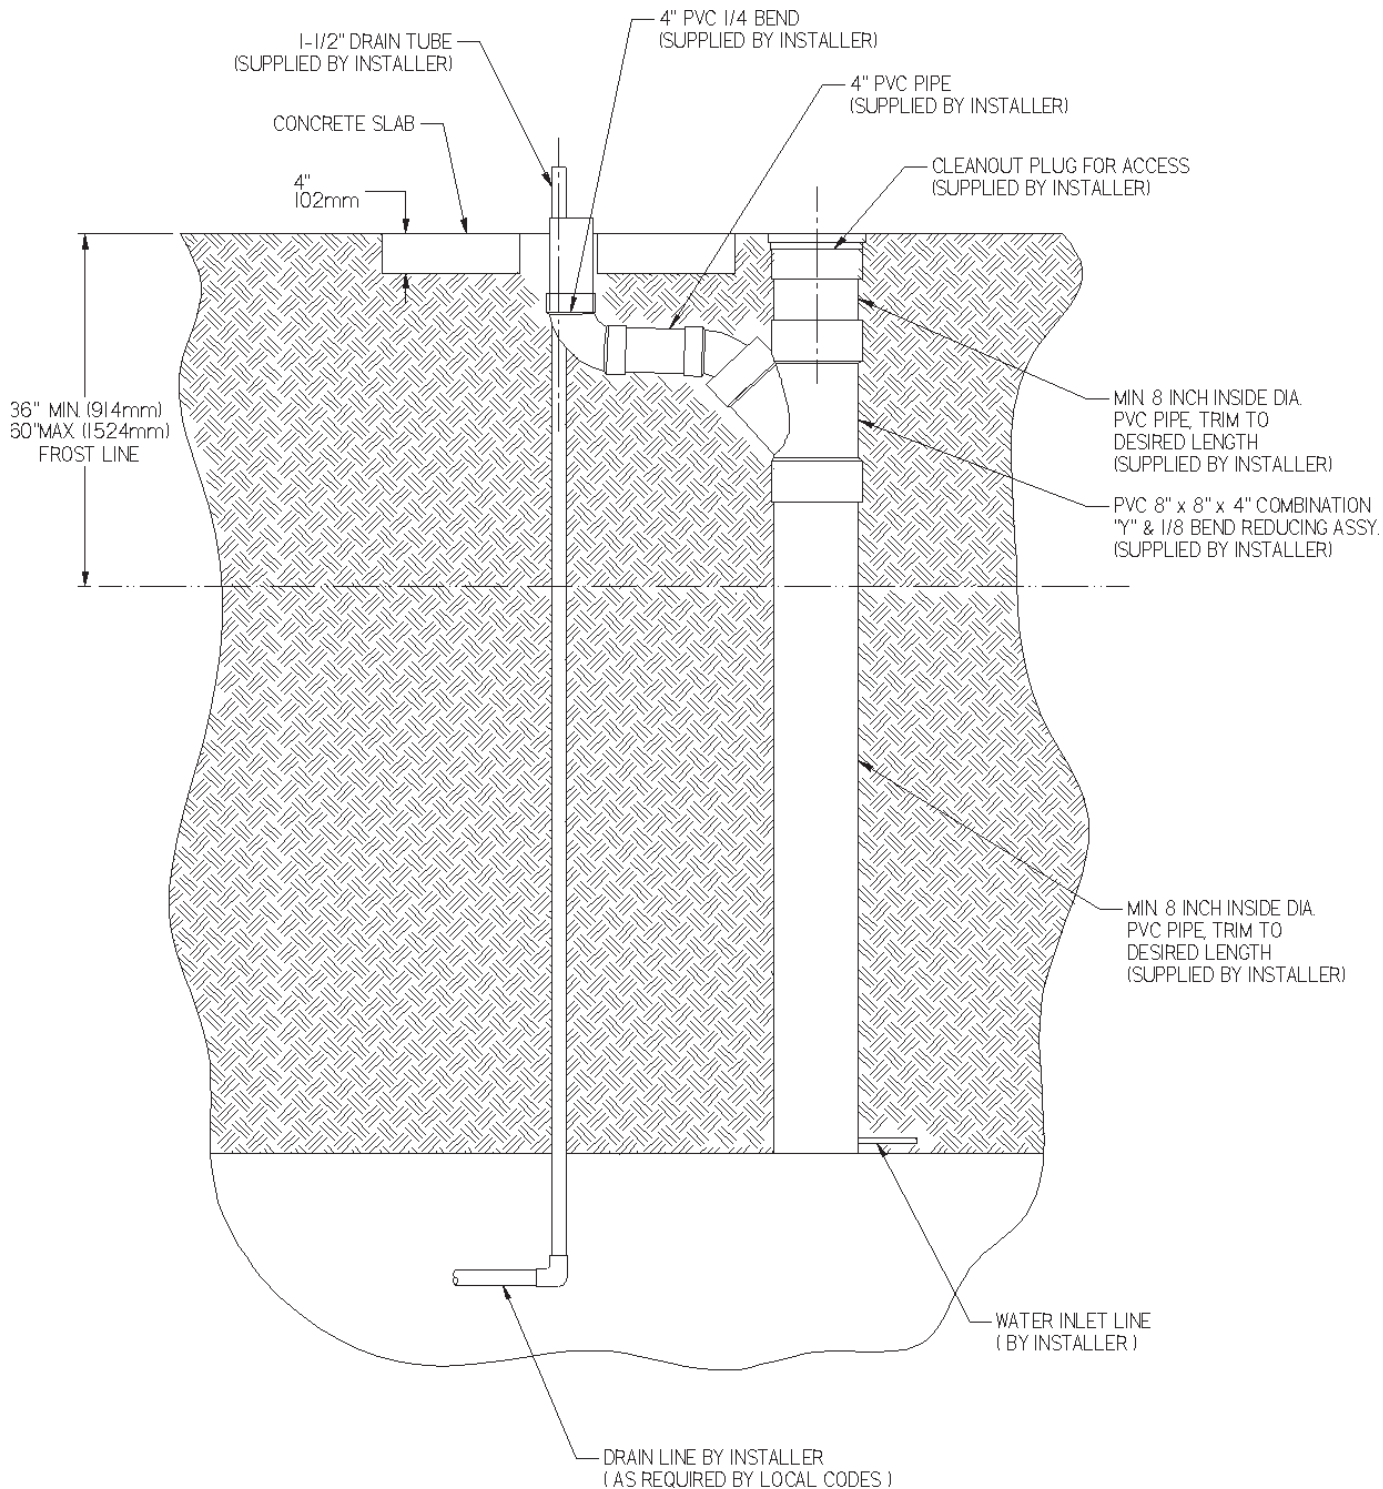 4" PVC 1/4 BEND
(SUPPLIED BY INSTALLER)
1-1/2" DRAIN TUBE
(SUPPLIED BY INSTALLER)
4" PVC PIPE
(SUPPLIED BY INSTALLER)
CONCRETE SLAB
CLEANOUT PLUG FOR ACCESS
(SUPPLIED BY INSTALLER)
4"
102mm
36" MIN. (914mm)
60"MAX. (1524mm)
FROST LINE
MIN. 8 INCH INSIDE DIA.
PVC PIPE, TRIM TO
DESIRED LENGTH
(SUPPLIED BY INSTALLER)
PVC 8" x 8" x 4" COMBINATION
"Y" & 1/8 BEND REDUCING ASSY.
(SUPPLIED BY INSTALLER)
MIN. 8 INCH INSIDE DIA.
PVC PIPE, TRIM TO
DESIRED LENGTH
(SUPPLIED BY INSTALLER)
WATER INLET LINE
( BY INSTALLER )
DRAIN LINE BY INSTALLER
( AS REQUIRED BY LOCAL CODES )